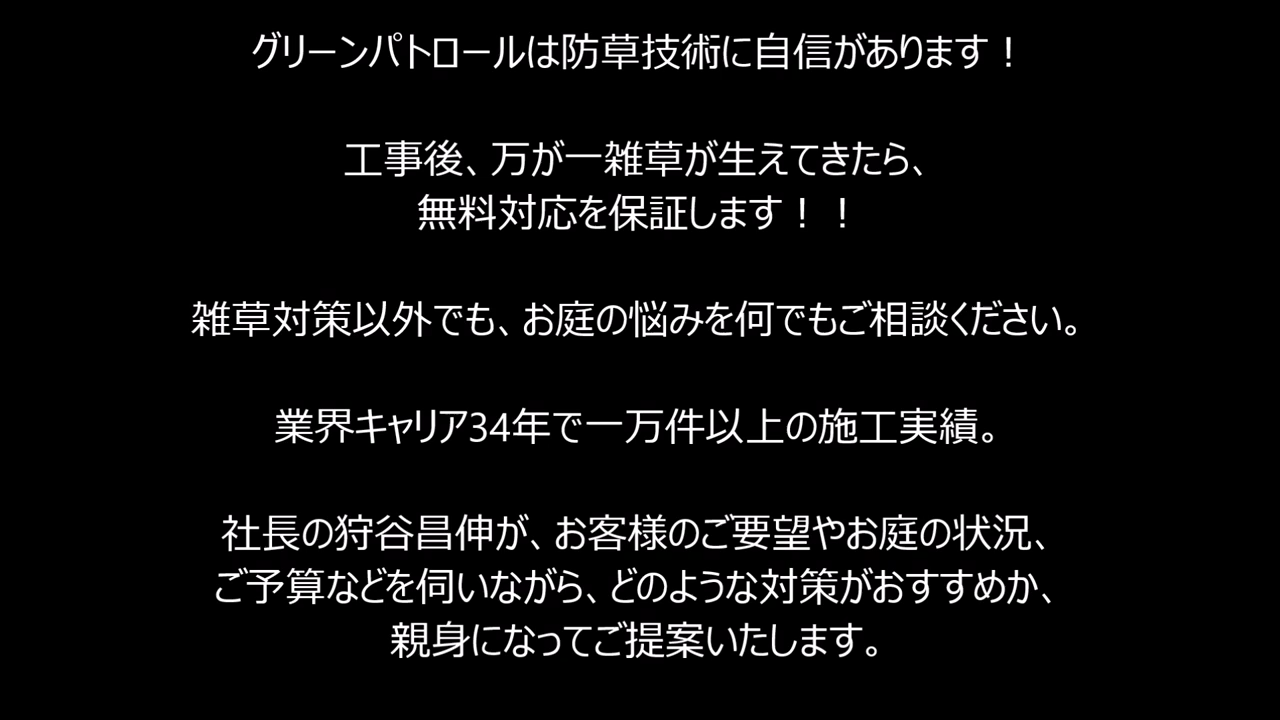 グリーンパトロールは防草技術に自信があります！
工事後、万が一雑草が生えてきたら、
無料対応を保証します！！
雑草対策以外でも、お庭の悩みを何でもご相談ください。
業界キャリア34年で一万件以上の施工実績。
社長の狩谷昌伸が、お客様のご要望やお庭の状況、
ご予算などを伺いながら、どのような対策がおすすめか、
親身になってご提案いたします。